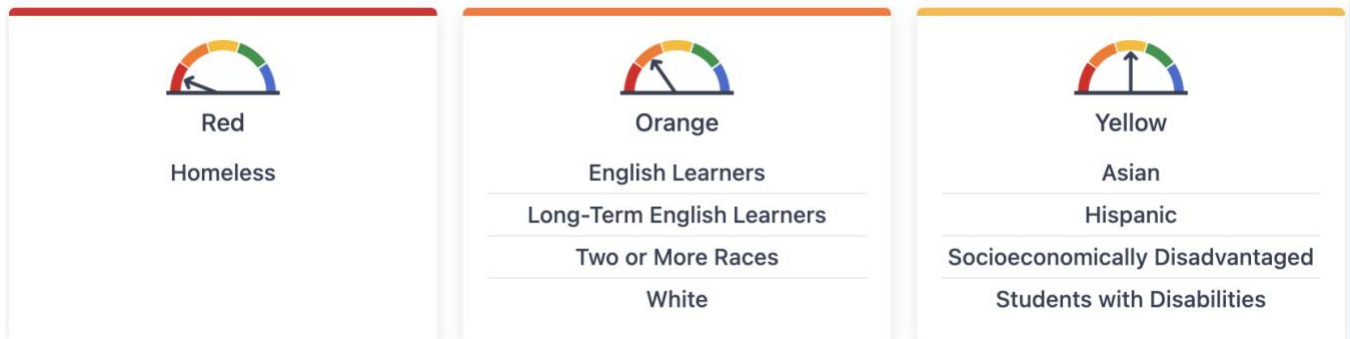 Red
Homeless
Orange
English Learners
Long-Term English Learners
Two or More Races
White
Yellow
Asian
Hispanic
Socioeconomically Disadvantaged
Students with Disabilities